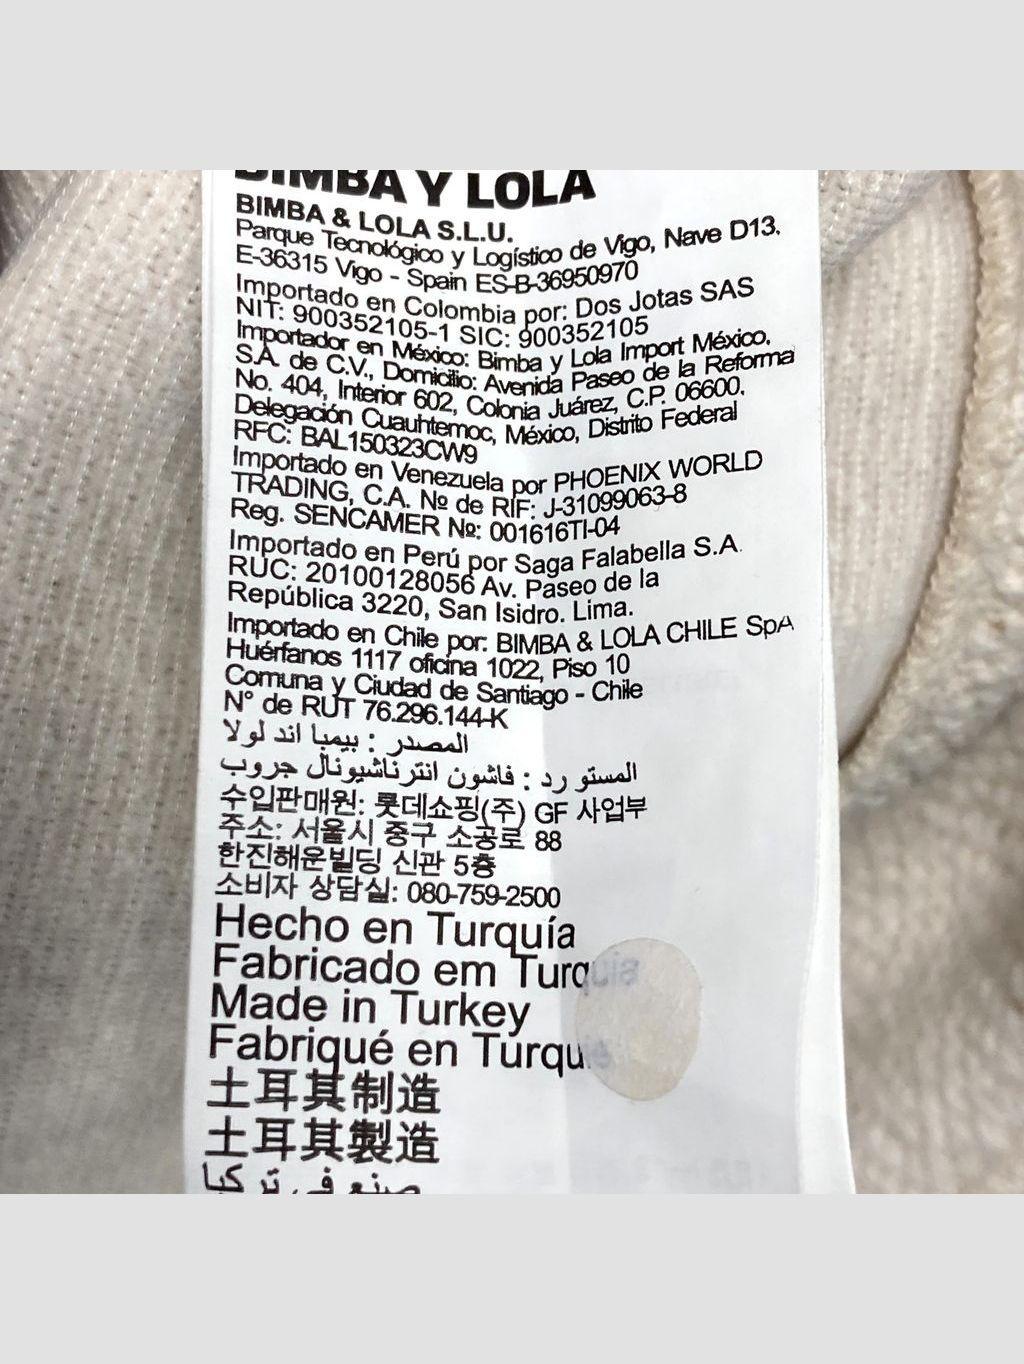 BIMBA Y LOLA
BIMBA & LOLA S.L.U.
Parque Tecnológico y Logístico de Vigo, Nave D13.
E-36315 Vigo - Spain ES-B-36950970
Importado en Colombia por: Dos Jotas SAS
NIT: 900352105-1 SIC: 900352105
Importador en México: Bimba y Lola Import México.
S.A. de C.V., Domicilio: Avenida Paseo de la Reforma
No. 404, Interior 602, Colonia Juárez, C.P. 06600.
Delegación Cuauhtemoc, México, Distrito Federal
RFC: BAL150323CW9
Importado en Venezuela por PHOENIX WORLD
TRADING, C.A. Nº de RIF: J-31099063-8
Reg. SENCAMER Nº: 001616TI-04
Importado en Perú por Saga Falabella S.A.
RUC: 20100128056 Av. Paseo de la
República 3220, San Isidro. Lima.
Importado en Chile por: BIMBA & LOLA CHILE SpA
Huérfanos 1117 oficina 1022, Piso 10
Comuna y Ciudad de Santiago - Chile
N° de RUT 76.296.144-K
المصدر : بيمبا اند لولا
المستو رد : فاشون انترناشيونال جروب
수입판매원: 롯데쇼핑(주) GF 사업부
주소: 서울시 중구 소공로 88
한진해운빌딩 신관 5층
소비자 상담실: 080-759-2500
Hecho en Turquía
Fabricado em Turquia
Made in Turkey
Fabriqué en Turquie
土耳其制造
土耳其製造
صنع في تركيا